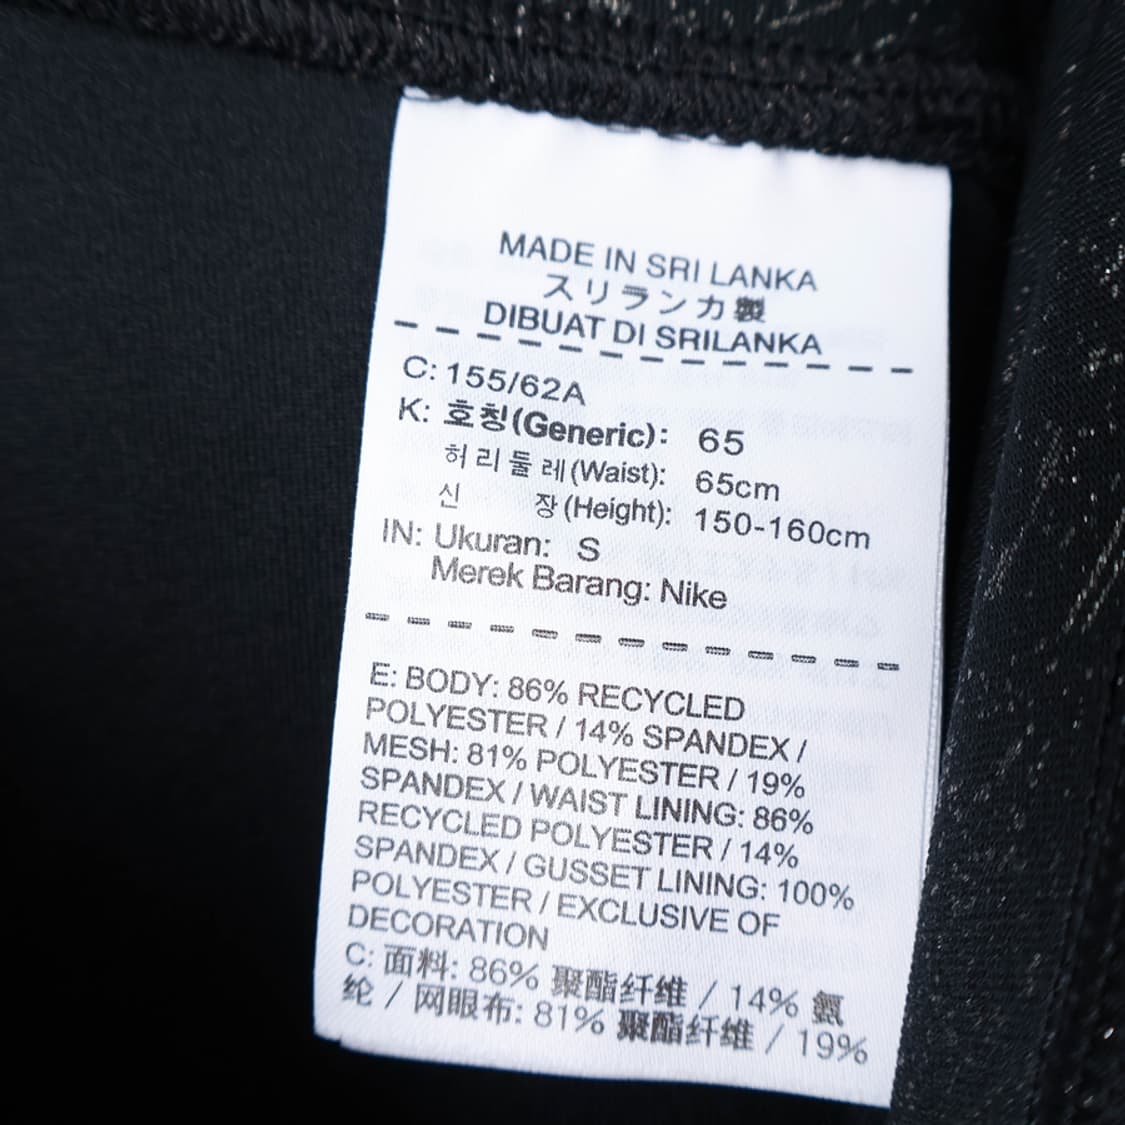 MADE IN SRI LANKA
スリランカ製
DIBUAT DI SRILANKA
C: 155/62A
K: 호칭(Generic): 65
허리둘레(Waist): 65cm
신 장(Height): 150-160cm
IN: Ukuran: S
Merek Barang: Nike
E: BODY: 86% RECYCLED
POLYESTER / 14% SPANDEX /
MESH: 81% POLYESTER / 19%
SPANDEX / WAIST LINING: 86%
RECYCLED POLYESTER / 14%
SPANDEX / GUSSET LINING: 100%
POLYESTER / EXCLUSIVE OF
DECORATION
C: 面料: 86% 聚酯纤维 / 14% 氨
纶 / 网眼布: 81% 聚酯纤维 / 19%